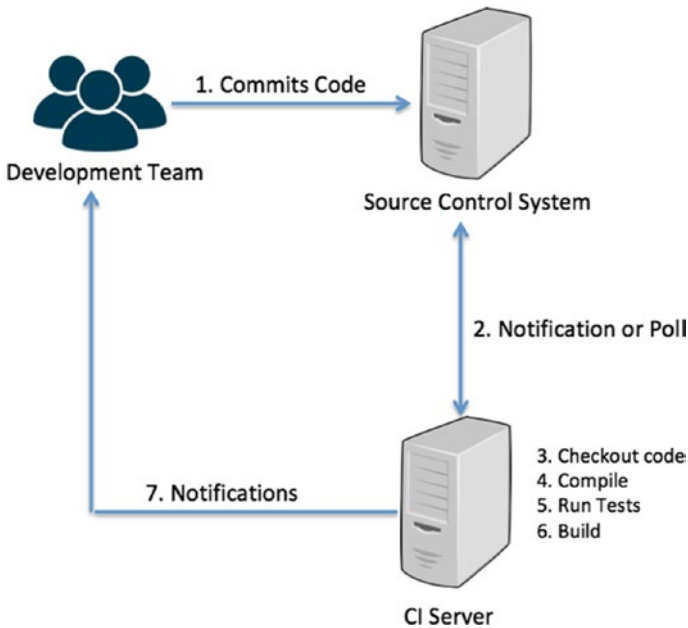 1. Commits Code
Development Team
Source Control System
2. Notification or Poll
3. Checkout code
4. Compile
5. Run Tests
6. Build
7. Notifications
CI Server